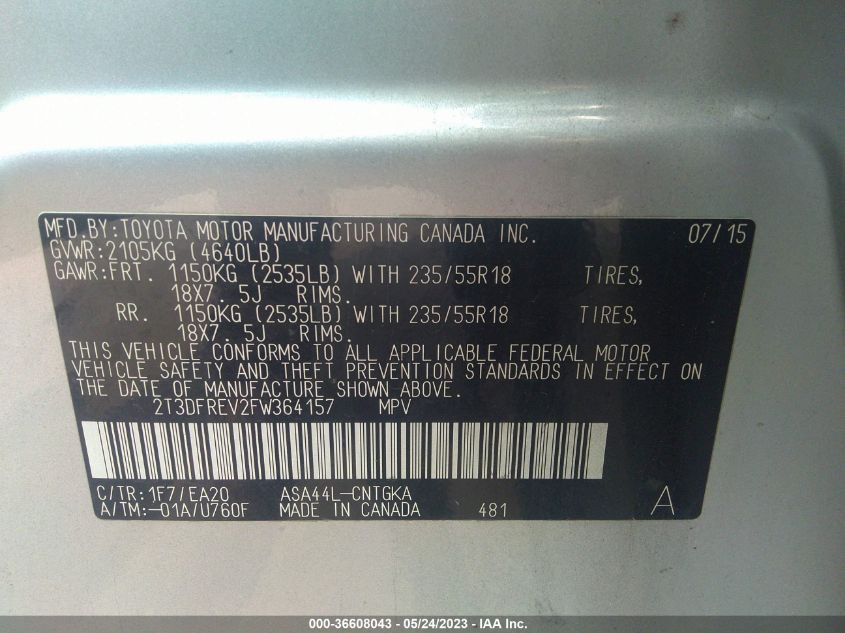 MFD.BY:TOYOTA MOTOR MANUFACTURING CANADA INC. 07/15
GVWR:2105KG (4640LB)
GAWR:FRT. 1150KG (2535LB) WITH 235/55R18 TIRES,
18X7. 5J RIMS.
RR. 1150KG (2535LB) WITH 235/55R18 TIRES,
18X7. 5J RIMS.
THIS VEHICLE CONFORMS TO ALL APPLICABLE FEDERAL MOTOR
VEHICLE SAFETY AND THEFT PREVENTION STANDARDS IN EFFECT ON
THE DATE OF MANUFACTURE SHOWN ABOVE.
2T3DFREV2FW364157 MPV
C/TR:1F7/EA20 ASA44L-CNTGKA
A/TM:-01A/U760F MADE IN CANADA 481 A
000-36608043 - 05/24/2023 - IAA Inc.